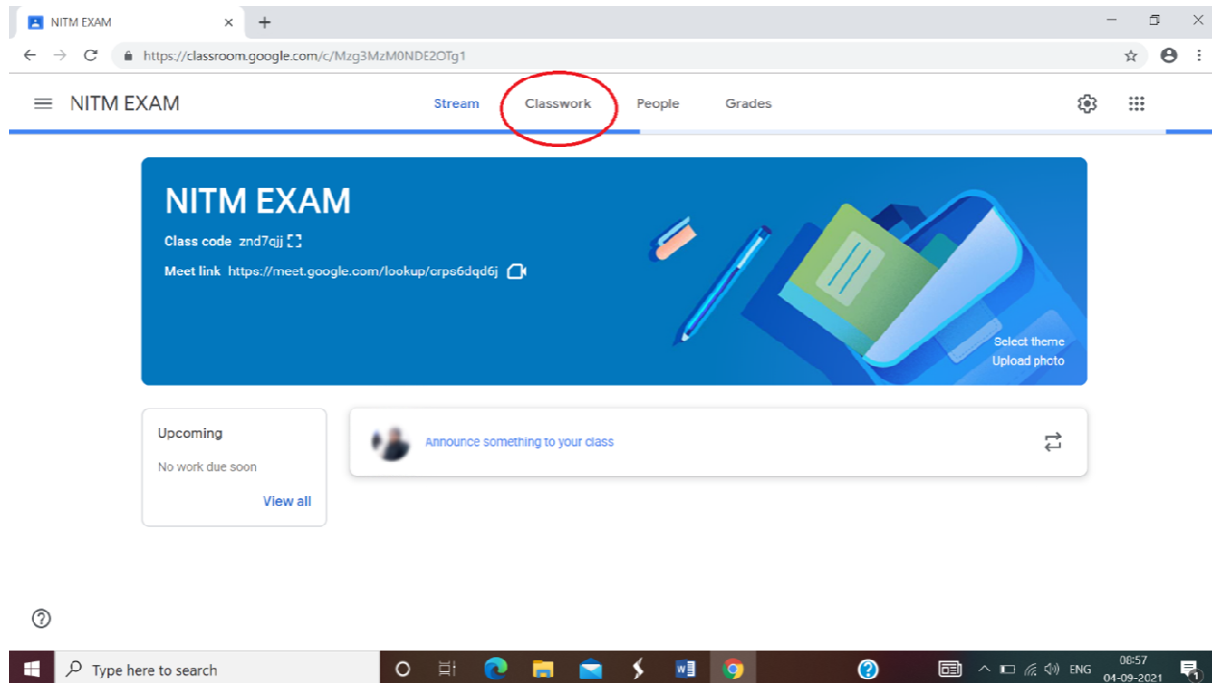 NITM EXAM
https://classroom.google.com/c/Mzg3MzM0NDE2OTg1
NITM EXAM Stream Classwork People Grades
NITM EXAM
Class code znd7qjj
Meet link https://meet.google.com/lookup/crps6dqd6j
Select theme
Upload photo
Upcoming
No work due soon
View all
Announce something to your class
Type here to search
ENG
08:57
04-09-2021
1